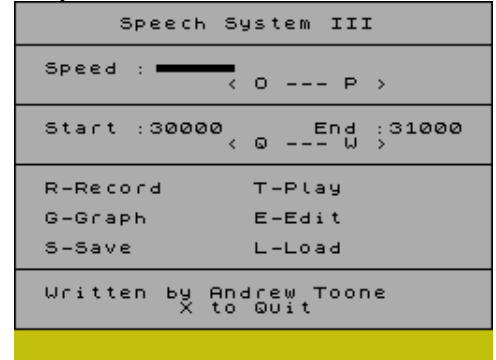 Speech System III
Speed :
< O --- P >
Start :30000 End :31000
< Q --- W >
R-Record T-Play
G-Graph E-Edit
S-Save L-Load
Written by Andrew Toone
X to Quit